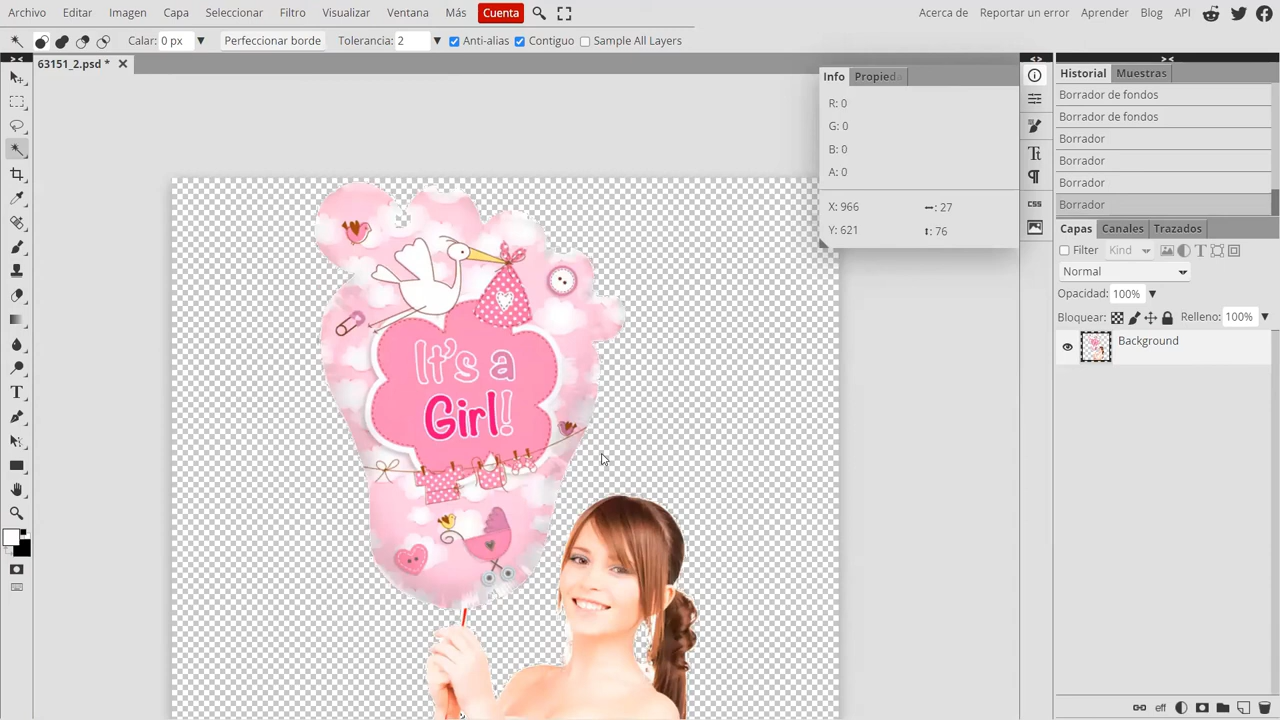 Archivo Editar Imagen Capa Seleccionar Filtro Visualizar Ventana Más Cuenta Acerca de Reportar un error Aprender Blog API
Calar: 0 px Perfeccionar borde Tolerancia: 2 Anti-alias Contiguo Sample All Layers
63151_2.psd *
Info
R: 0
G: 0
B: 0
A: 0
X: 966 : 27
Y: 621 : 76
CSS
Historial Muestras
Borrador de fondos
Borrador de fondos
Borrador
Borrador
Borrador
Borrador
Capas Canales Trazados
Filter Kind
Normal
Opacidad: 100%
Bloquear: Relleno: 100%
Background
eff
It's a
Girl!